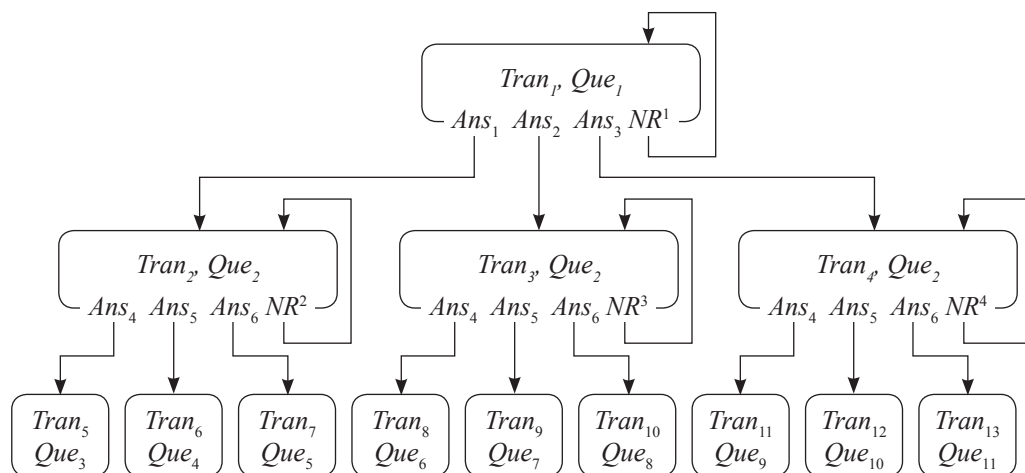 Tran₁, Que₁
Ans₁ Ans₂ Ans₃ NR¹
Tran₂, Que₂ Tran₃, Que₂ Tran₄, Que₂
Ans₄ Ans₅ Ans₆ NR² Ans₄ Ans₅ Ans₆ NR³ Ans₄ Ans₅ Ans₆ NR⁴
Tran₅ Tran₆ Tran₇ Tran₈ Tran₉ Tran₁₀ Tran₁₁ Tran₁₂ Tran₁₃
Que₃ Que₄ Que₅ Que₆ Que₇ Que₈ Que₉ Que₁₀ Que₁₁